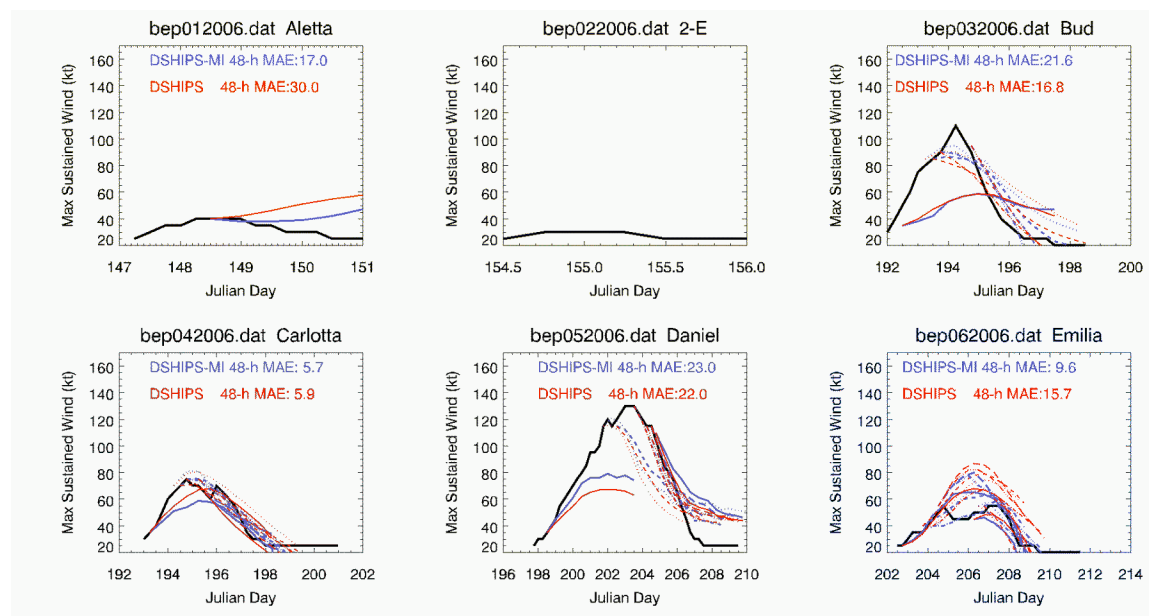 bep012006.dat Aletta
DSHIPS-MI 48-h MAE:17.0
DSHIPS 48-h MAE:30.0
Max Sustained Wind (kt)
160
140
120
100
80
60
40
20
147 148 149 150 151
Julian Day
bep022006.dat 2-E
Max Sustained Wind (kt)
160
140
120
100
80
60
40
20
154.5 155.0 155.5 156.0
Julian Day
bep032006.dat Bud
DSHIPS-MI 48-h MAE:21.6
DSHIPS 48-h MAE:16.8
Max Sustained Wind (kt)
160
140
120
100
80
60
40
20
192 194 196 198 200
Julian Day
bep042006.dat Carlotta
DSHIPS-MI 48-h MAE: 5.7
DSHIPS 48-h MAE: 5.9
Max Sustained Wind (kt)
160
140
120
100
80
60
40
20
192 194 196 198 200 202
Julian Day
bep052006.dat Daniel
DSHIPS-MI 48-h MAE:23.0
DSHIPS 48-h MAE:22.0
Max Sustained Wind (kt)
160
140
120
100
80
60
40
20
196 198 200 202 204 206 208 210
Julian Day
bep062006.dat Emilia
DSHIPS-MI 48-h MAE: 9.6
DSHIPS 48-h MAE:15.7
Max Sustained Wind (kt)
160
140
120
100
80
60
40
20
202 204 206 208 210 212 214
Julian Day